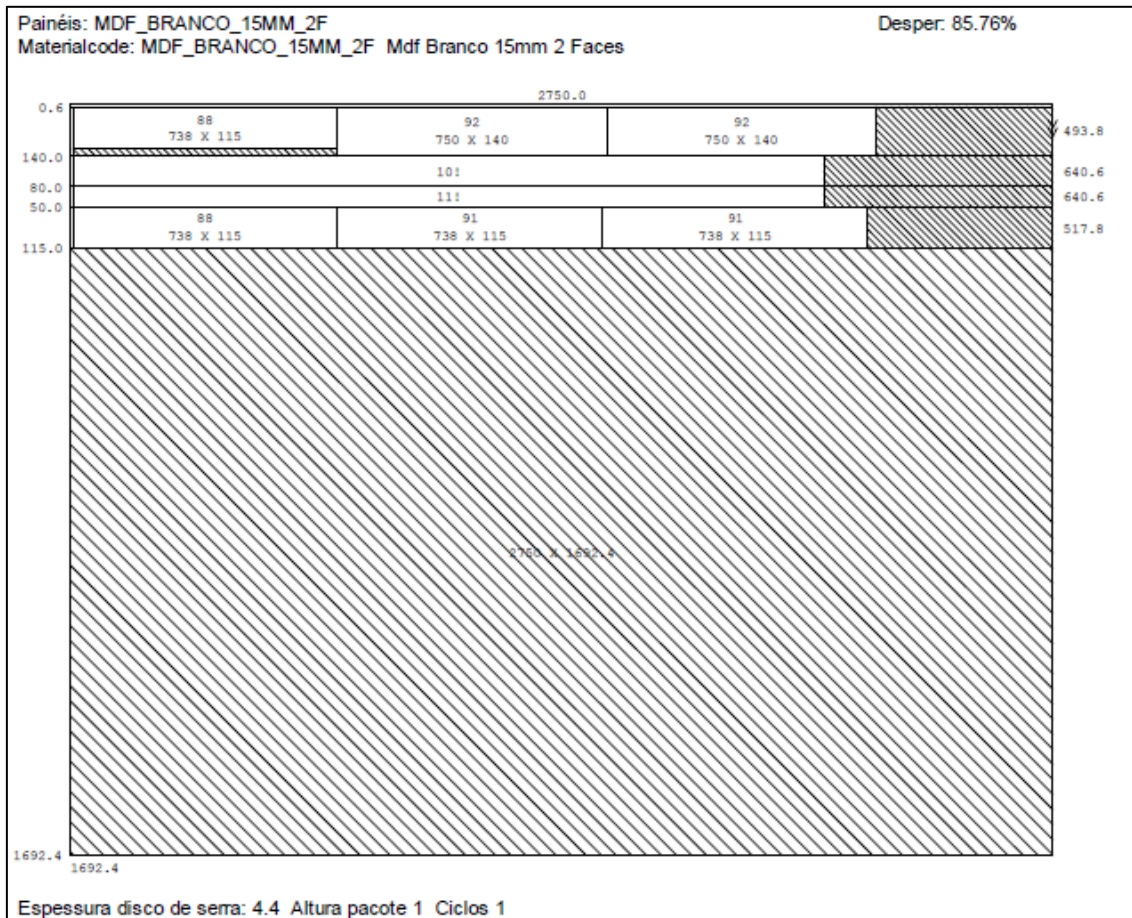 Painéis: MDF_BRANCO_15MM_2F Desper: 85.76%
Materialcode: MDF_BRANCO_15MM_2F Mdf Branco 15mm 2 Faces
2750.0
0.6
88 92 92
738 X 115 750 X 140 750 X 140
493.8
140.0
640.6
80.0
640.6
50.0
88 91 91
738 X 115 738 X 115 738 X 115
517.8
115.0
2750 X 1692.4
1692.4
1692.4
Espessura disco de serra: 4.4 Altura pacote 1 Ciclos 1